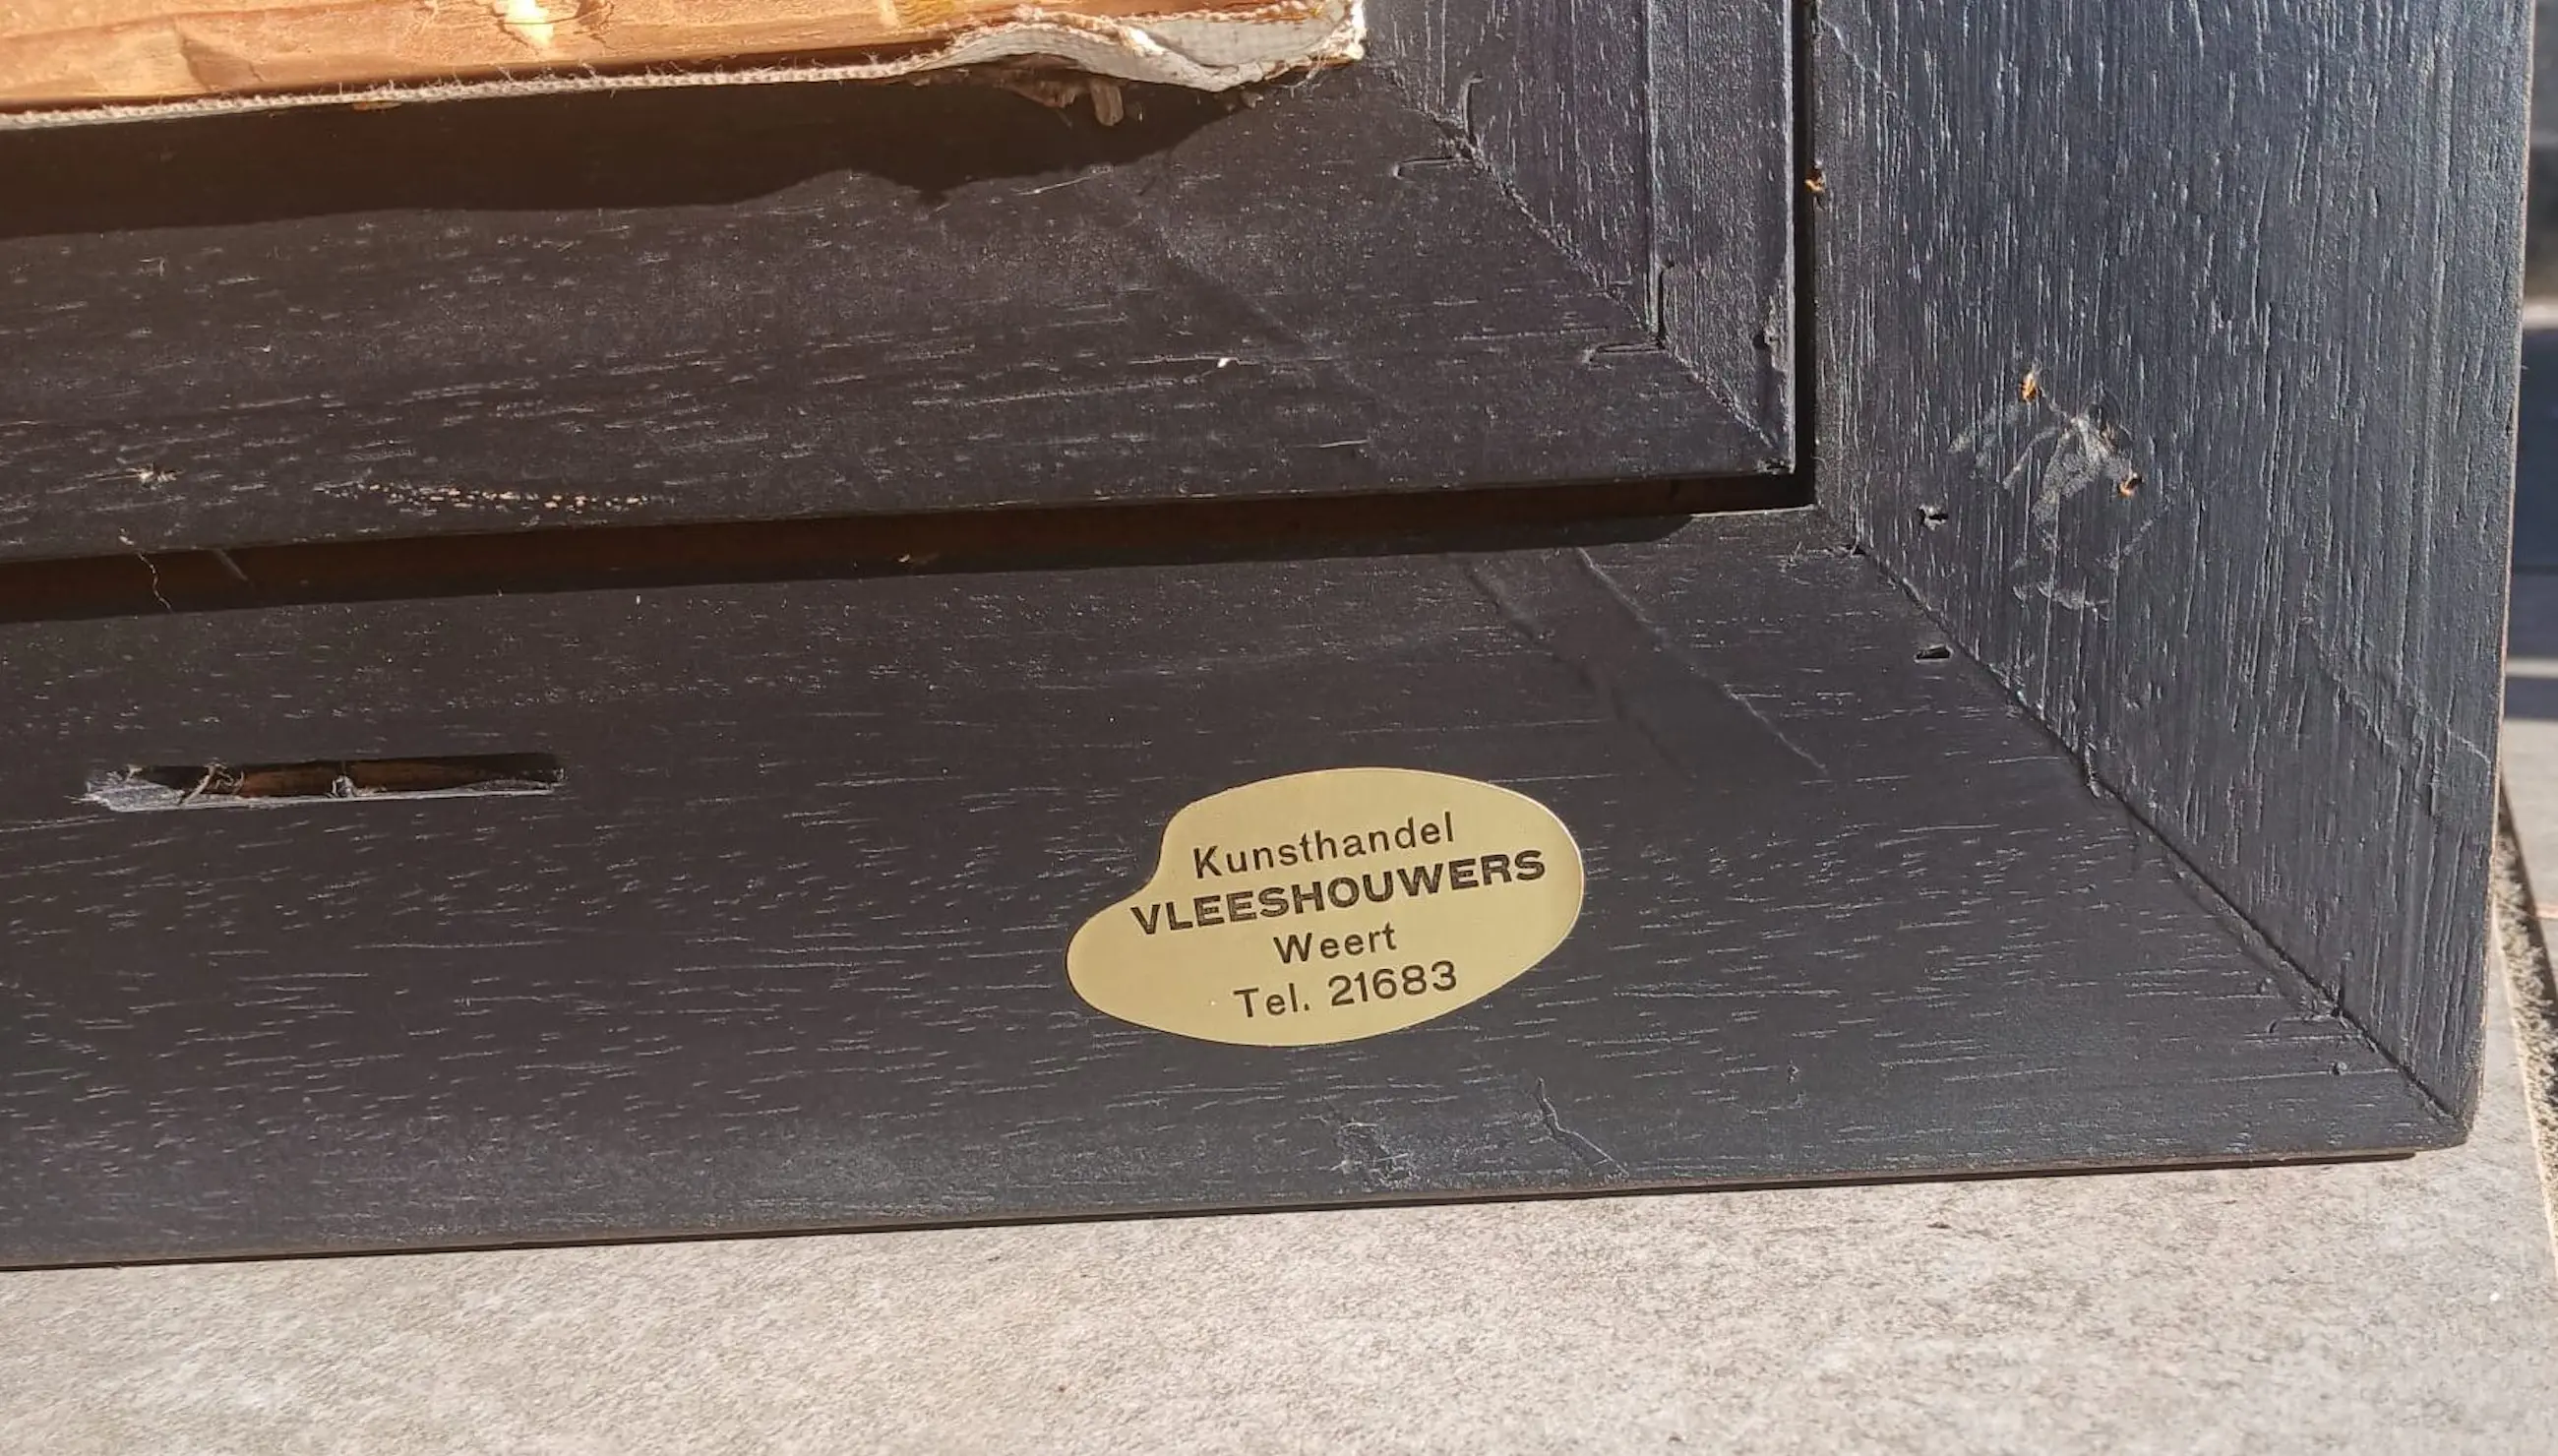 Kunsthandel
VLEESHOUWERS
Weert
Tel. 21683